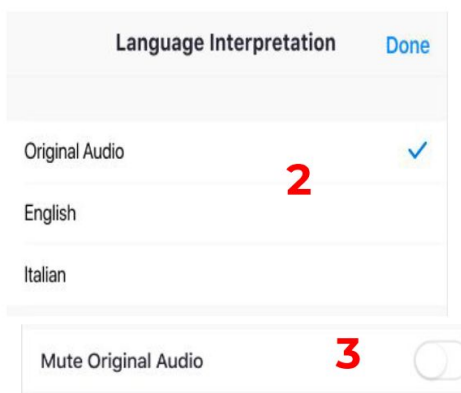 Language Interpretation Done
Original Audio
2
English
Italian
Mute Original Audio 3